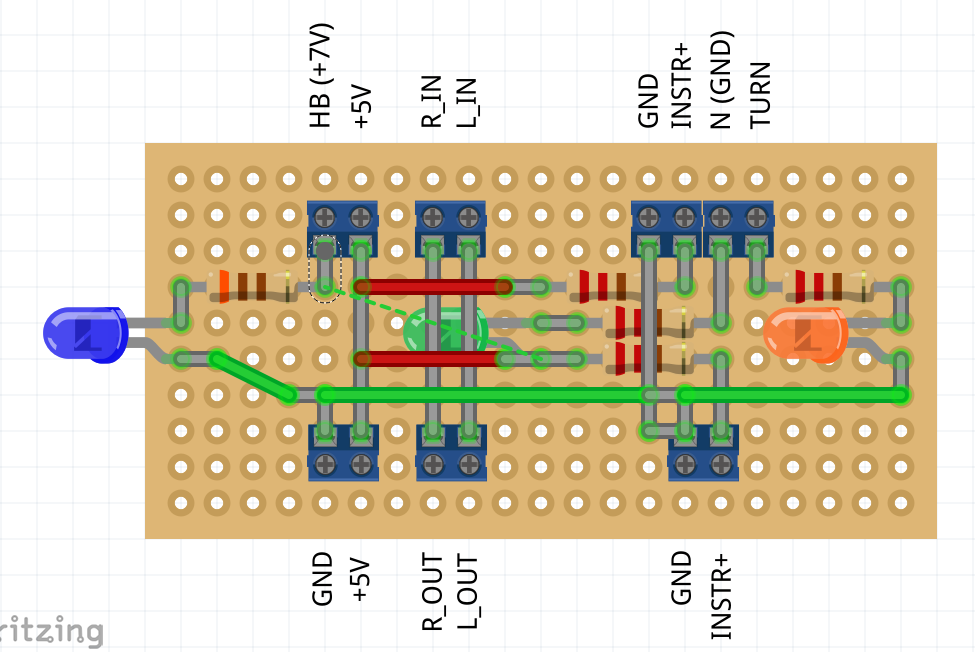 HB (+7V)
+5V
R_IN
L_IN
GND
INSTR+
N (GND)
TURN
GND
+5V
R_OUT
L_OUT
GND
INSTR+
ritzing